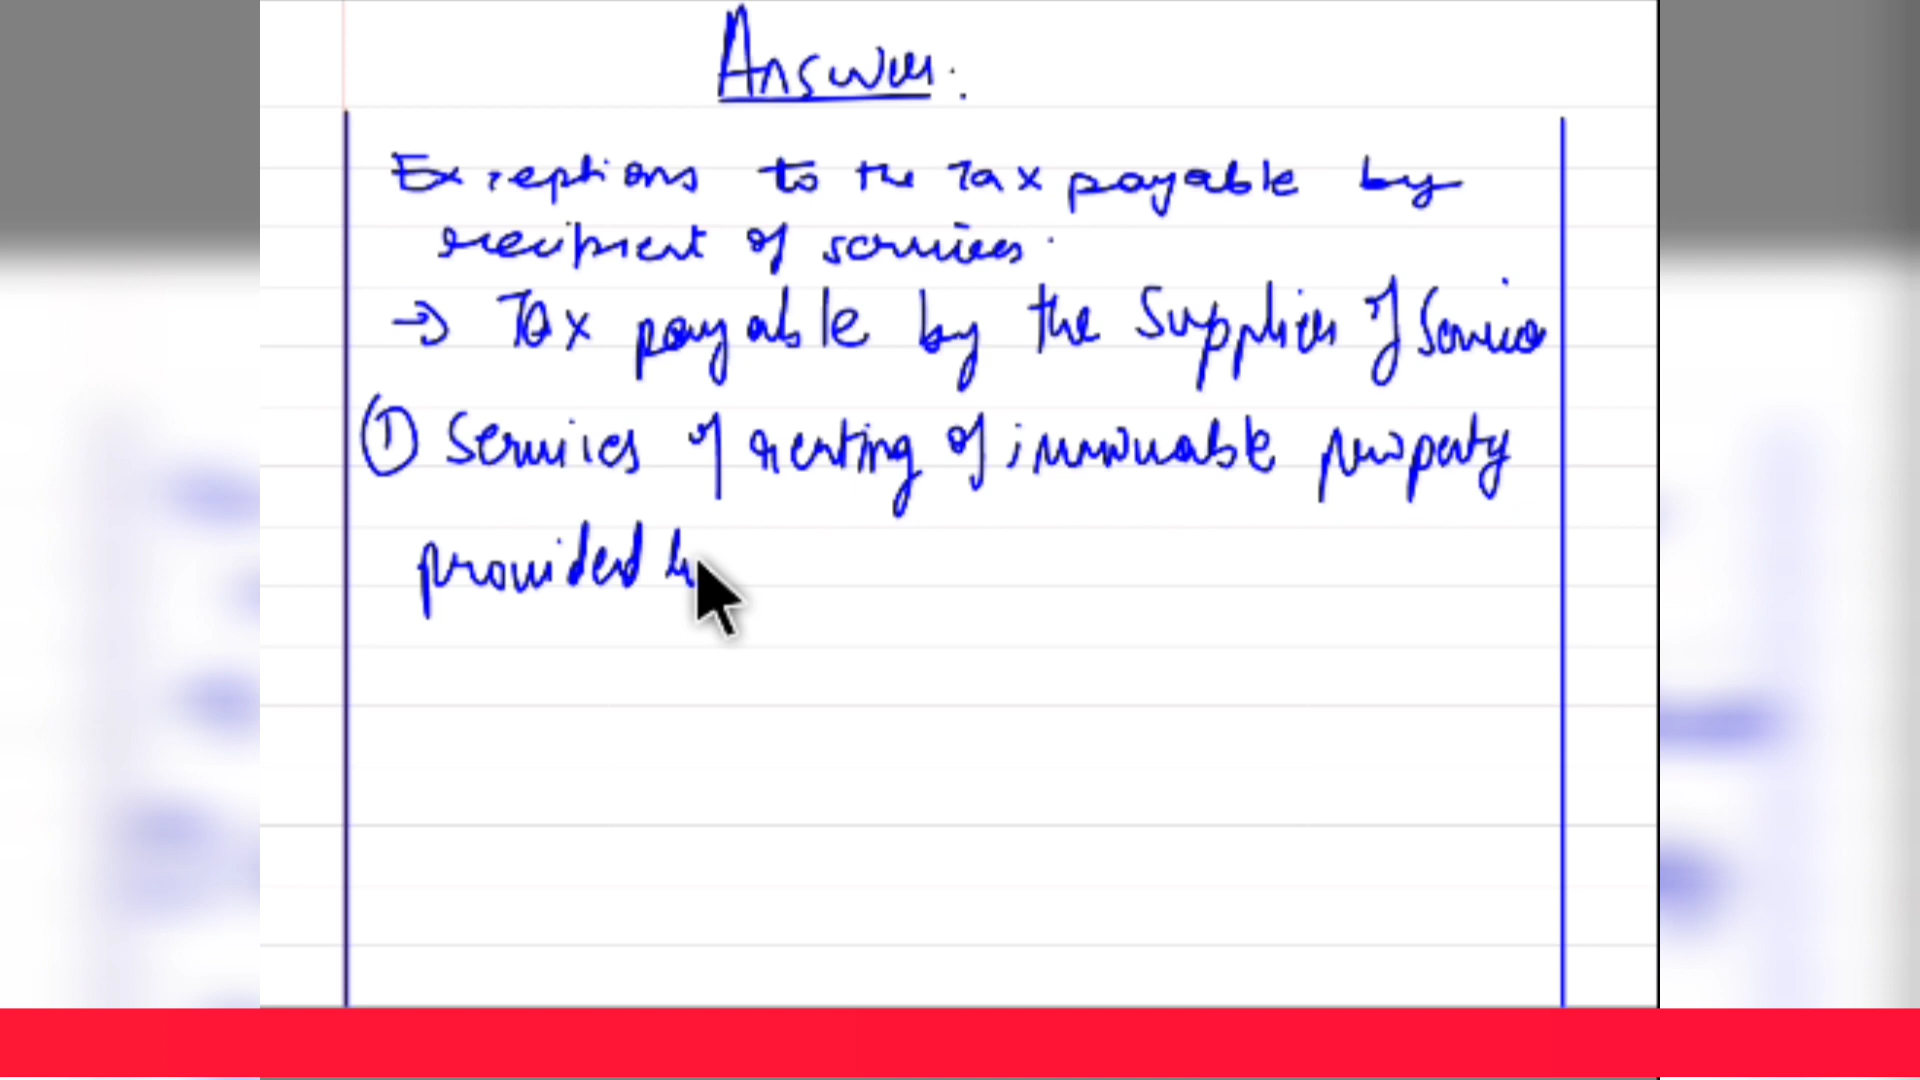 Answer :
Exceptions to the Tax payable by
recipient of services.
→ Tax payable by the Supplier of Service
① Services of renting of immovable property
provided